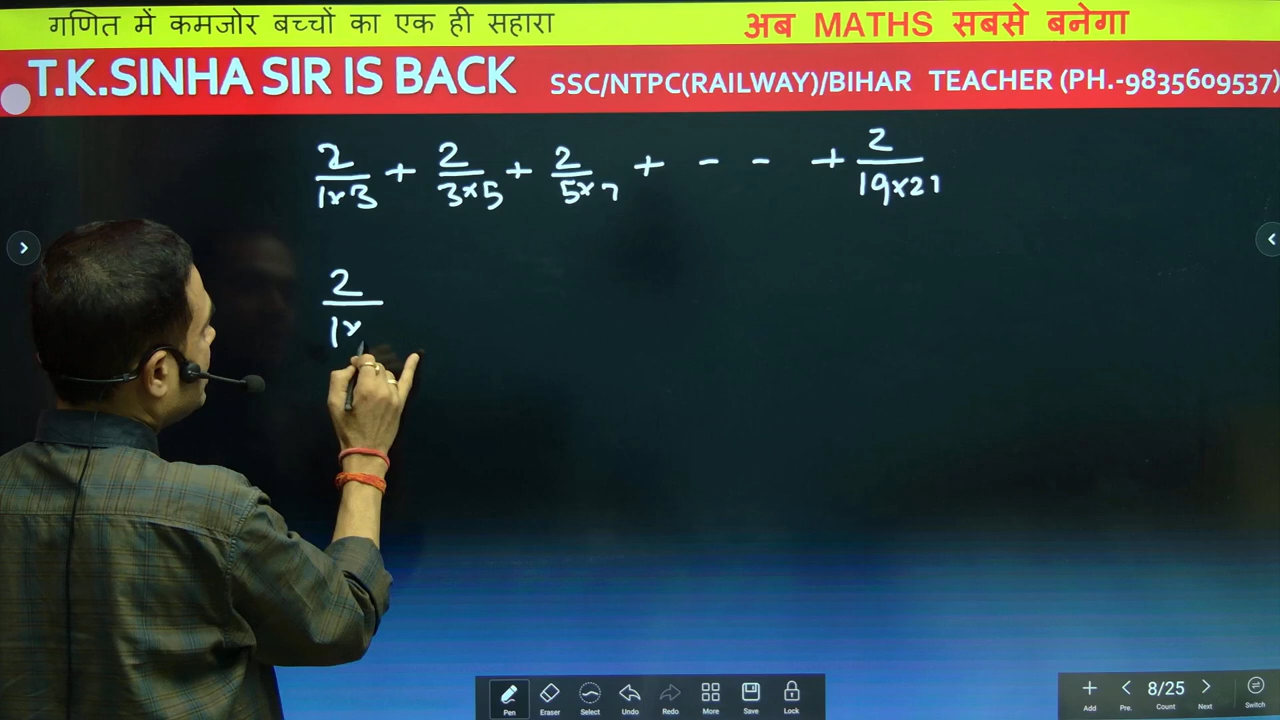 गणित में कमजोर बच्चों का एक ही सहारा अब MATHS सबसे बनेगा
T.K.SINHA SIR IS BACK SSC/NTPC(RAILWAY)/BIHAR TEACHER (PH.-9835609537)
2/1×3 + 2/3×5 + 2/5×7 + - - + 2/19×21
2/1×
Pen Eraser Select Undo Redo More Save Lock Add Pre. 8/25 Count Next Switch